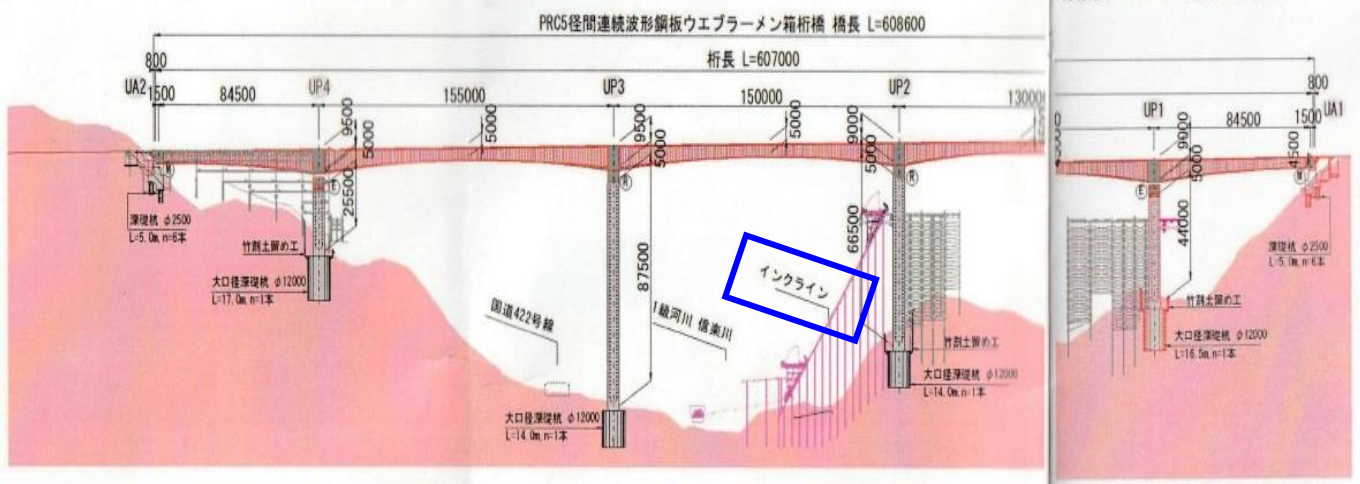 PRC5径間連続波形鋼板ウエブラーメン箱桁橋 橋長 L=608600
桁長 L=607000
800
800
UA2
1500
84500
UP4
155000
UP3
150000
UP2
130000
UP1
84500
1500
UA1
9500
5000
5000
9500
5000
5000
9000
5000
9000
5000
4500
25500
87500
66500
44000
E
R
R
E
深礎杭 φ2500
L=5.0m,n=6本
竹割土留め工
大口径深礎杭 φ12000
L=17.0m,n=1本
国道422号線
大口径深礎杭 φ12000
L=14.0m,n=1本
1級河川 信楽川
インクライン
竹割土留め工
大口径深礎杭 φ12000
L=14.0m,n=1本
竹割土留め工
大口径深礎杭 φ12000
L=16.5m,n=1本
深礎杭 φ2500
L=5.0m,n=6本